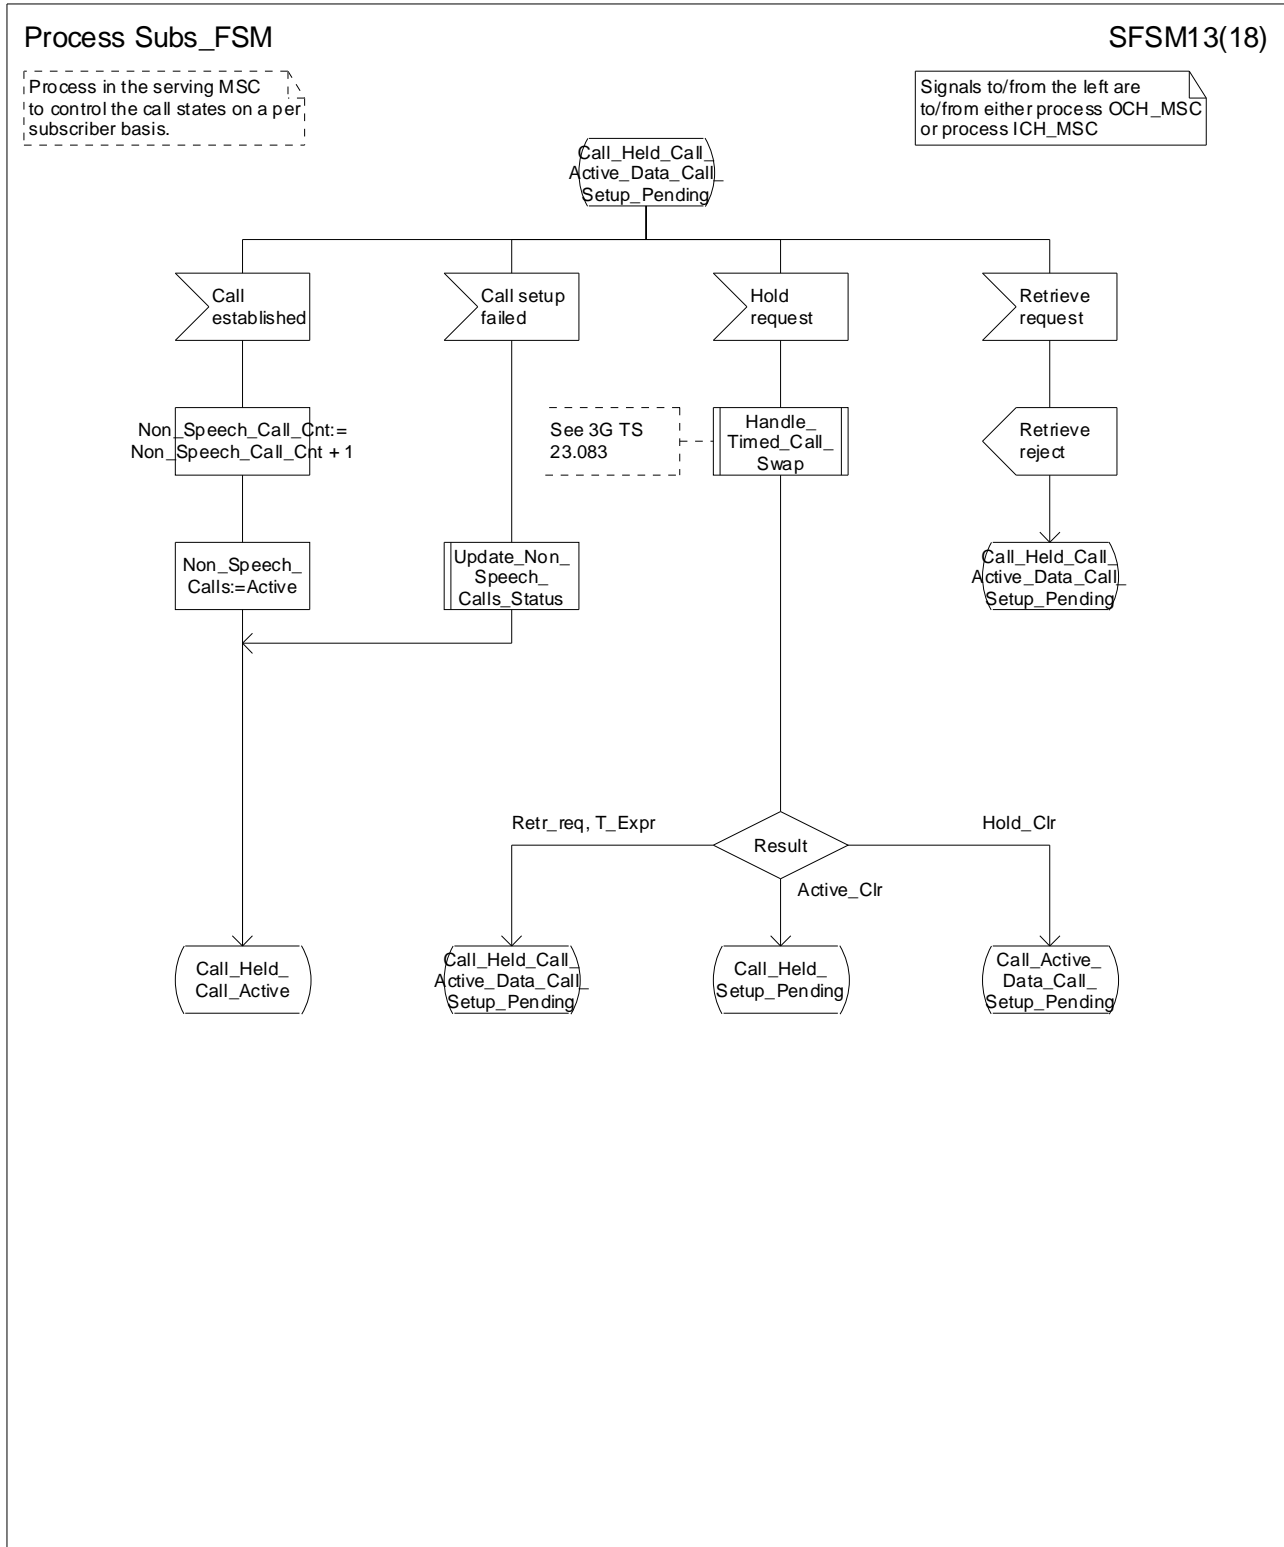 Process Subs_FSM
SFSM13(18)
Process in the serving MSC
to control the call states on a per
subscriber basis.
Signals to/from the left are
to/from either process OCH_MSC
or process ICH_MSC
Call_Held_Call_
Active_Data_Call_
Setup_Pending
Call
established
Call setup
failed
Hold
request
Retrieve
request
Non_Speech_Call_Cnt:=
Non_Speech_Call_Cnt + 1
See 3G TS
23.083
Handle_
Timed_Call_
Swap
Retrieve
reject
Non_Speech_
Calls:=Active
Update_Non_
Speech_
Calls_Status
Call_Held_Call_
Active_Data_Call_
Setup_Pending
Retr_req, T_Expr
Result
Hold_Clr
Active_Clr
Call_Held_
Call_Active
Call_Held_Call_
Active_Data_Call_
Setup_Pending
Call_Held_
Setup_Pending
Call_Active_
Data_Call_
Setup_Pending